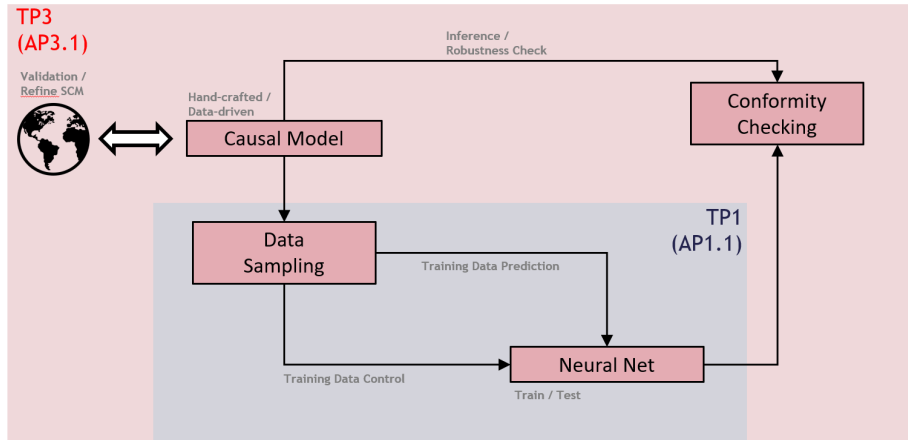 TP3
(AP3.1)
Validation /
Refine SCM
Hand-crafted /
Data-driven
Causal Model
Inference /
Robustness Check
Conformity
Checking
TP1
(AP1.1)
Data
Sampling
Training Data Prediction
Training Data Control
Neural Net
Train / Test